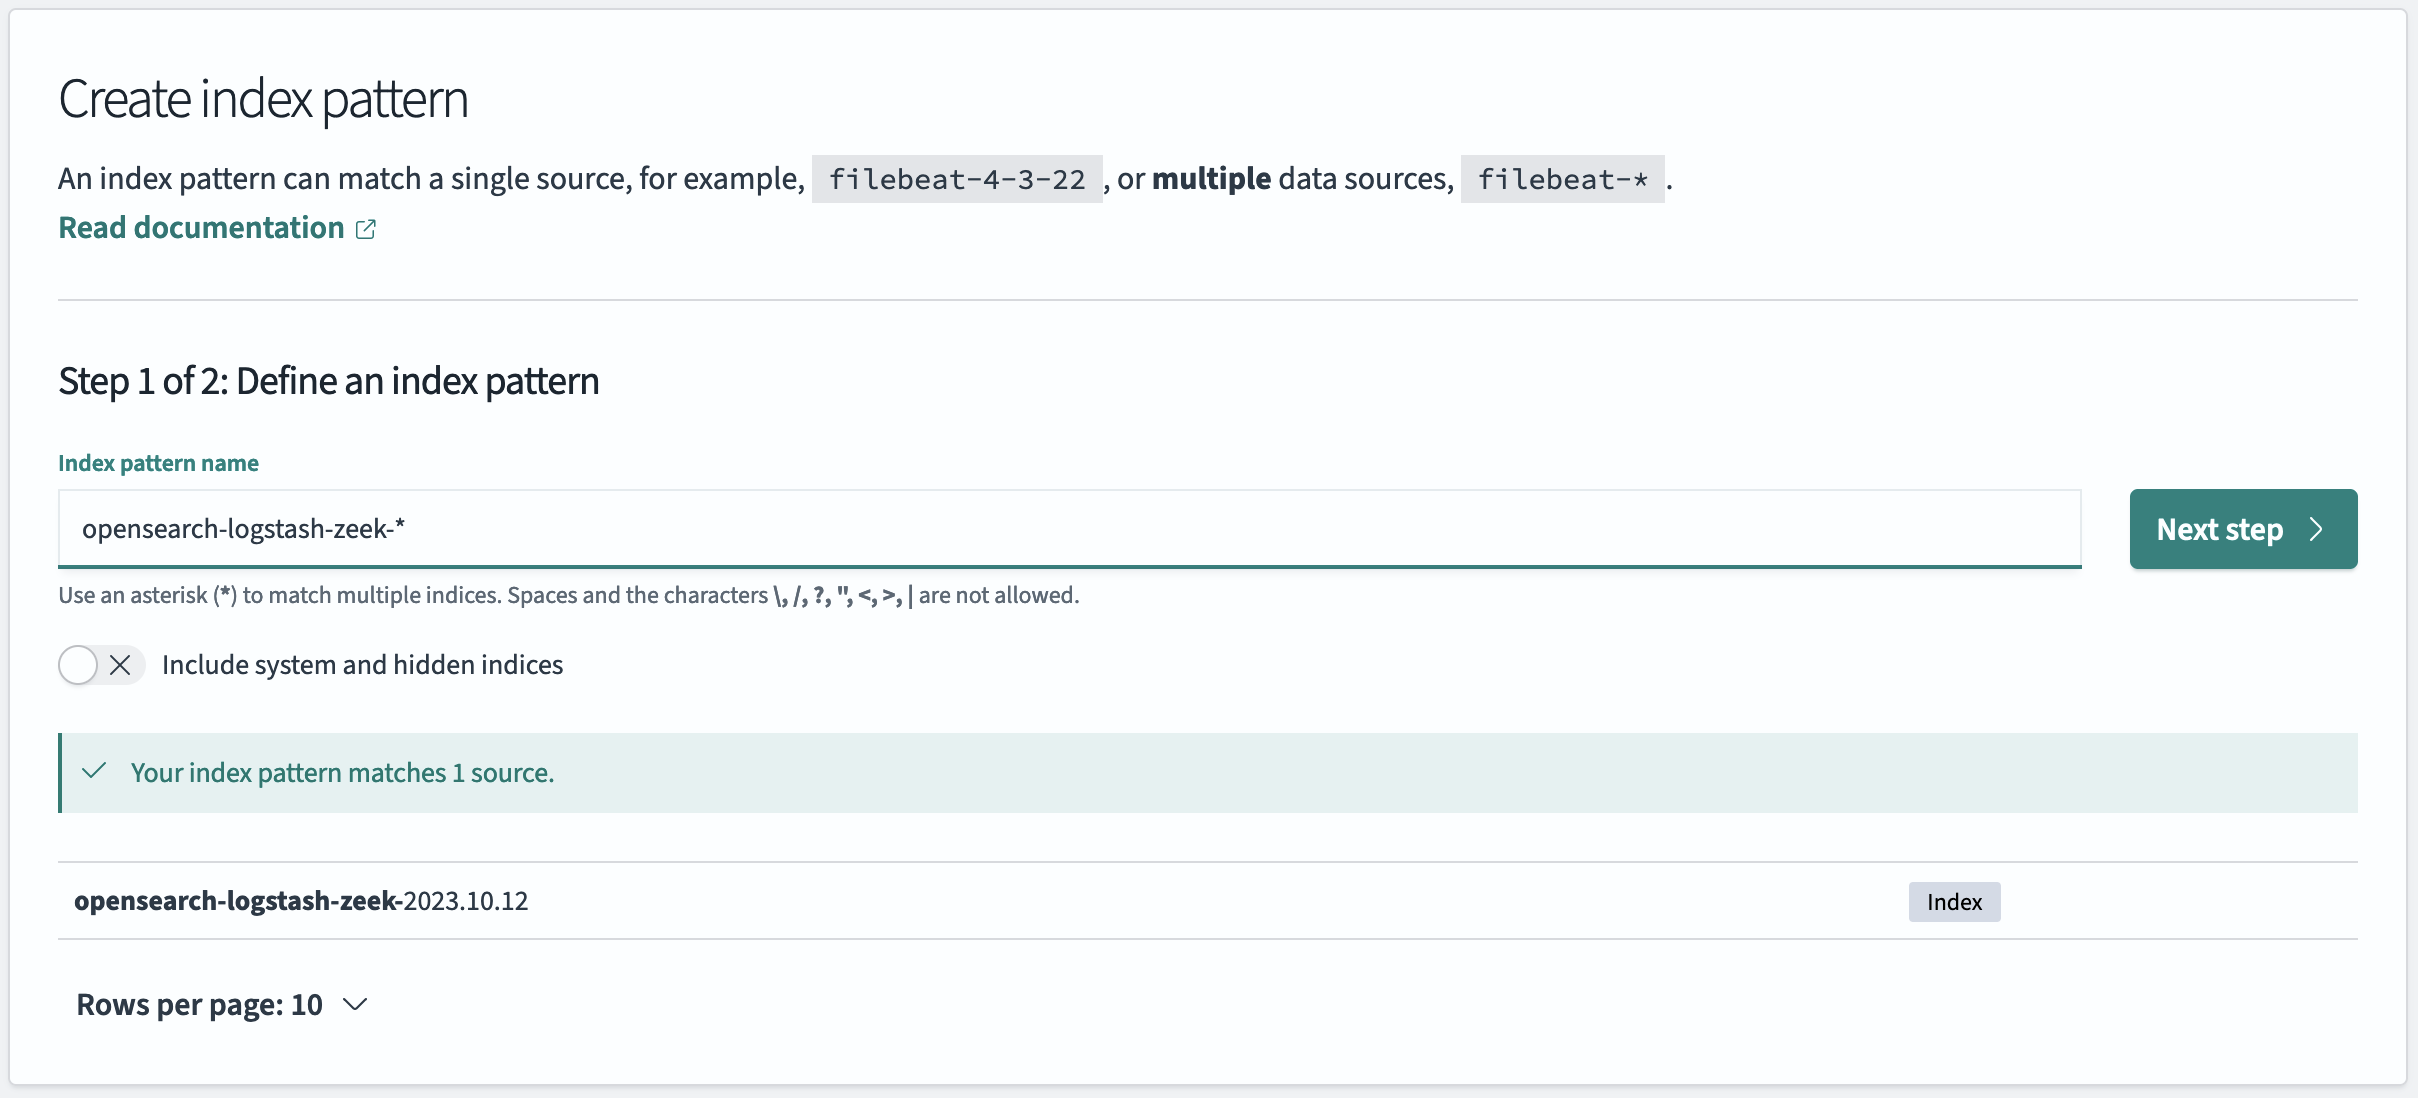 Create index pattern
An index pattern can match a single source, for example, filebeat-4-3-22 , or multiple data sources, filebeat-* .
Read documentation
Step 1 of 2: Define an index pattern
Index pattern name
opensearch-logstash-zeek-*
Next step
Use an asterisk (*) to match multiple indices. Spaces and the characters \, /, ?, ", <, >, | are not allowed.
Include system and hidden indices
Your index pattern matches 1 source.
opensearch-logstash-zeek-2023.10.12 Index
Rows per page: 10